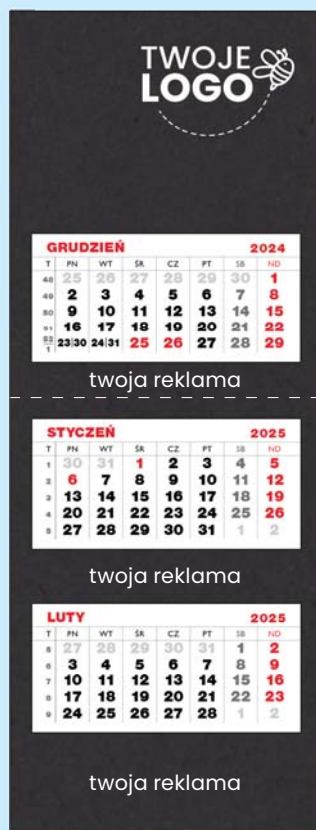 TWOJE
LOGO
GRUDZIEŃ 2024
T PN WT ŚR CZ PT SB ND
48 25 26 27 28 29 30 1
49 2 3 4 5 6 7 8
50 9 10 11 12 13 14 15
51 16 17 18 19 20 21 22
52/1 23|30 24|31 25 26 27 28 29
twoja reklama
STYCZEŃ 2025
T PN WT ŚR CZ PT SB ND
1 30 31 1 2 3 4 5
2 6 7 8 9 10 11 12
3 13 14 15 16 17 18 19
4 20 21 22 23 24 25 26
5 27 28 29 30 31 1 2
twoja reklama
LUTY 2025
T PN WT ŚR CZ PT SB ND
5 27 28 29 30 31 1 2
6 3 4 5 6 7 8 9
7 10 11 12 13 14 15 16
8 17 18 19 20 21 22 23
9 24 25 26 27 28 1 2
twoja reklama